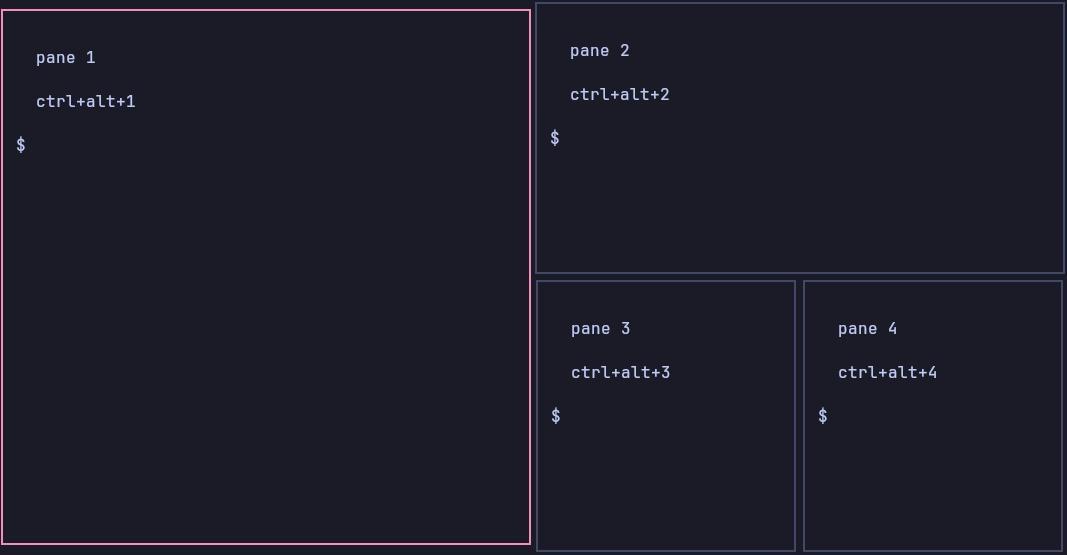 pane 1
ctrl+alt+1
$
pane 2
ctrl+alt+2
$
pane 3
ctrl+alt+3
$
pane 4
ctrl+alt+4
$